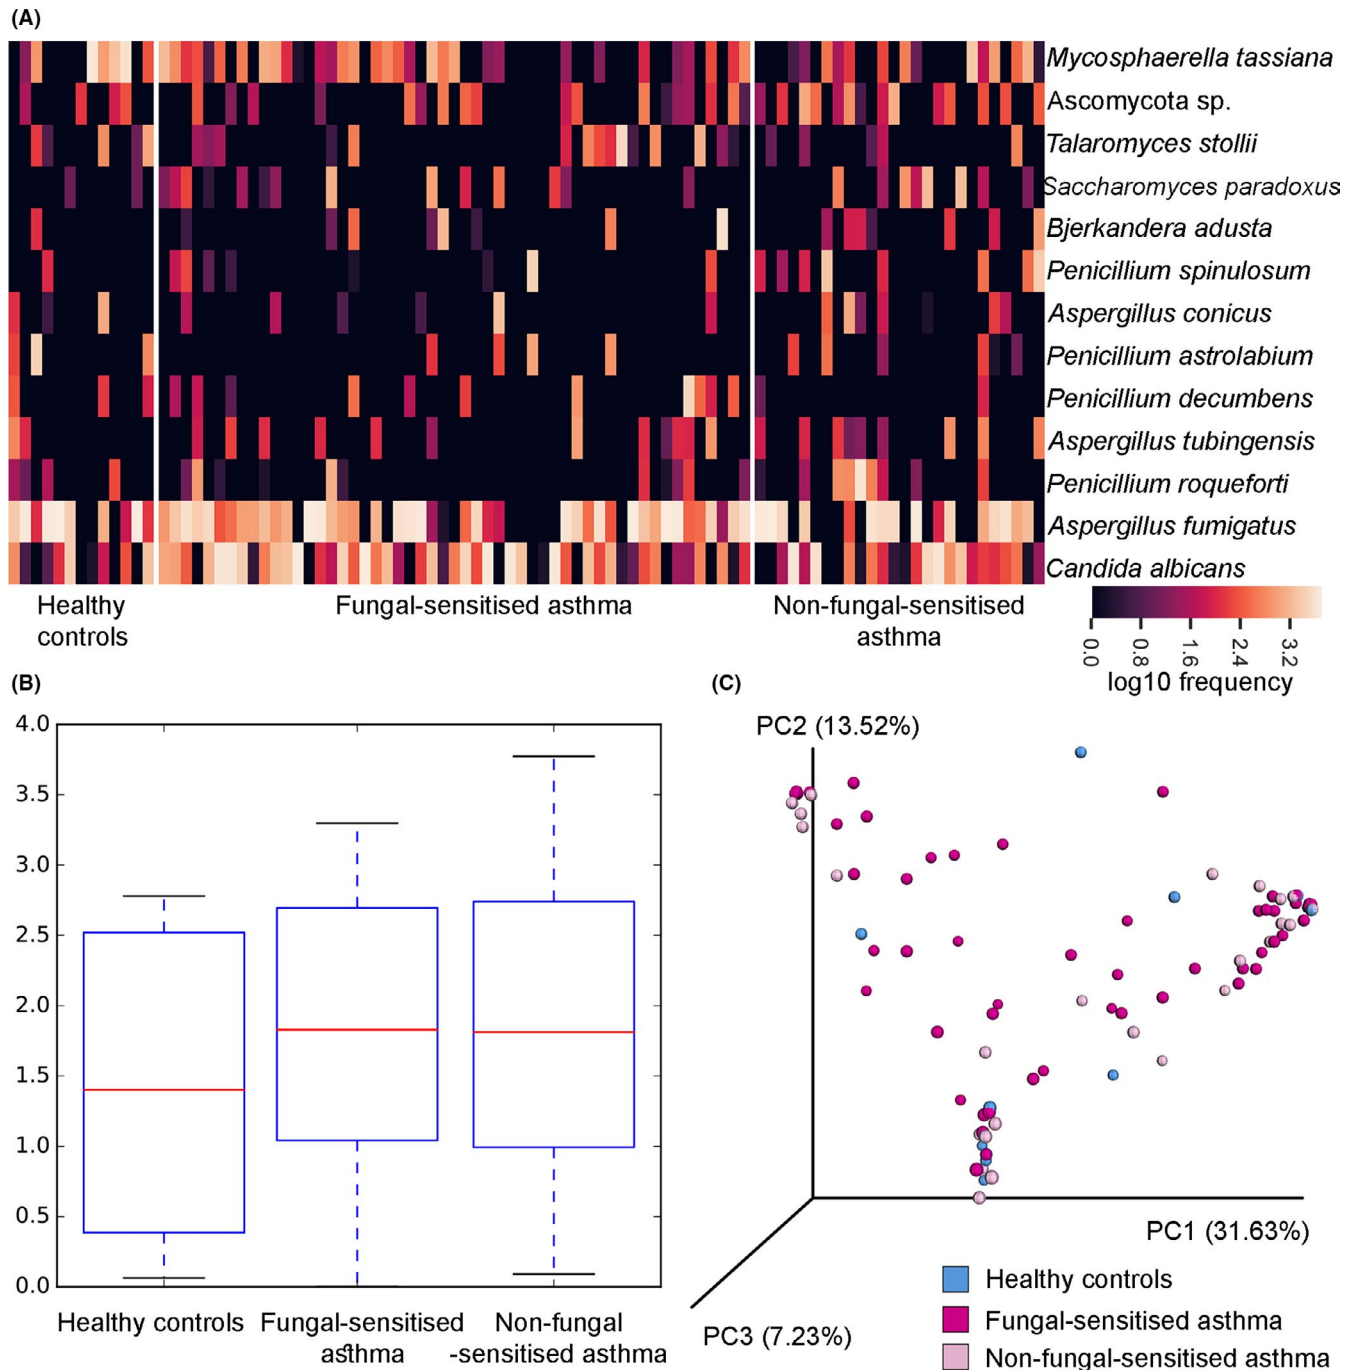 (A)
Mycosphaerella tassiana
Ascomycota sp.
Talaromyces stollii
Saccharomyces paradoxus
Bjerkandera adusta
Penicillium spinulosum
Aspergillus conicus
Penicillium astrolabium
Penicillium decumbens
Aspergillus tubingensis
Penicillium roqueforti
Aspergillus fumigatus
Candida albicans
Healthy
controls
Fungal-sensitised asthma
Non-fungal-sensitised
asthma
0.0 0.8 1.6 2.4 3.2
log10 frequency
(B)
4.0
3.5
3.0
2.5
2.0
1.5
1.0
0.5
0.0
Healthy controls
Fungal-sensitised
asthma
Non-fungal
-sensitised asthma
(C)
PC2 (13.52%)
PC1 (31.63%)
PC3 (7.23%)
Healthy controls
Fungal-sensitised asthma
Non-fungal-sensitised asthma